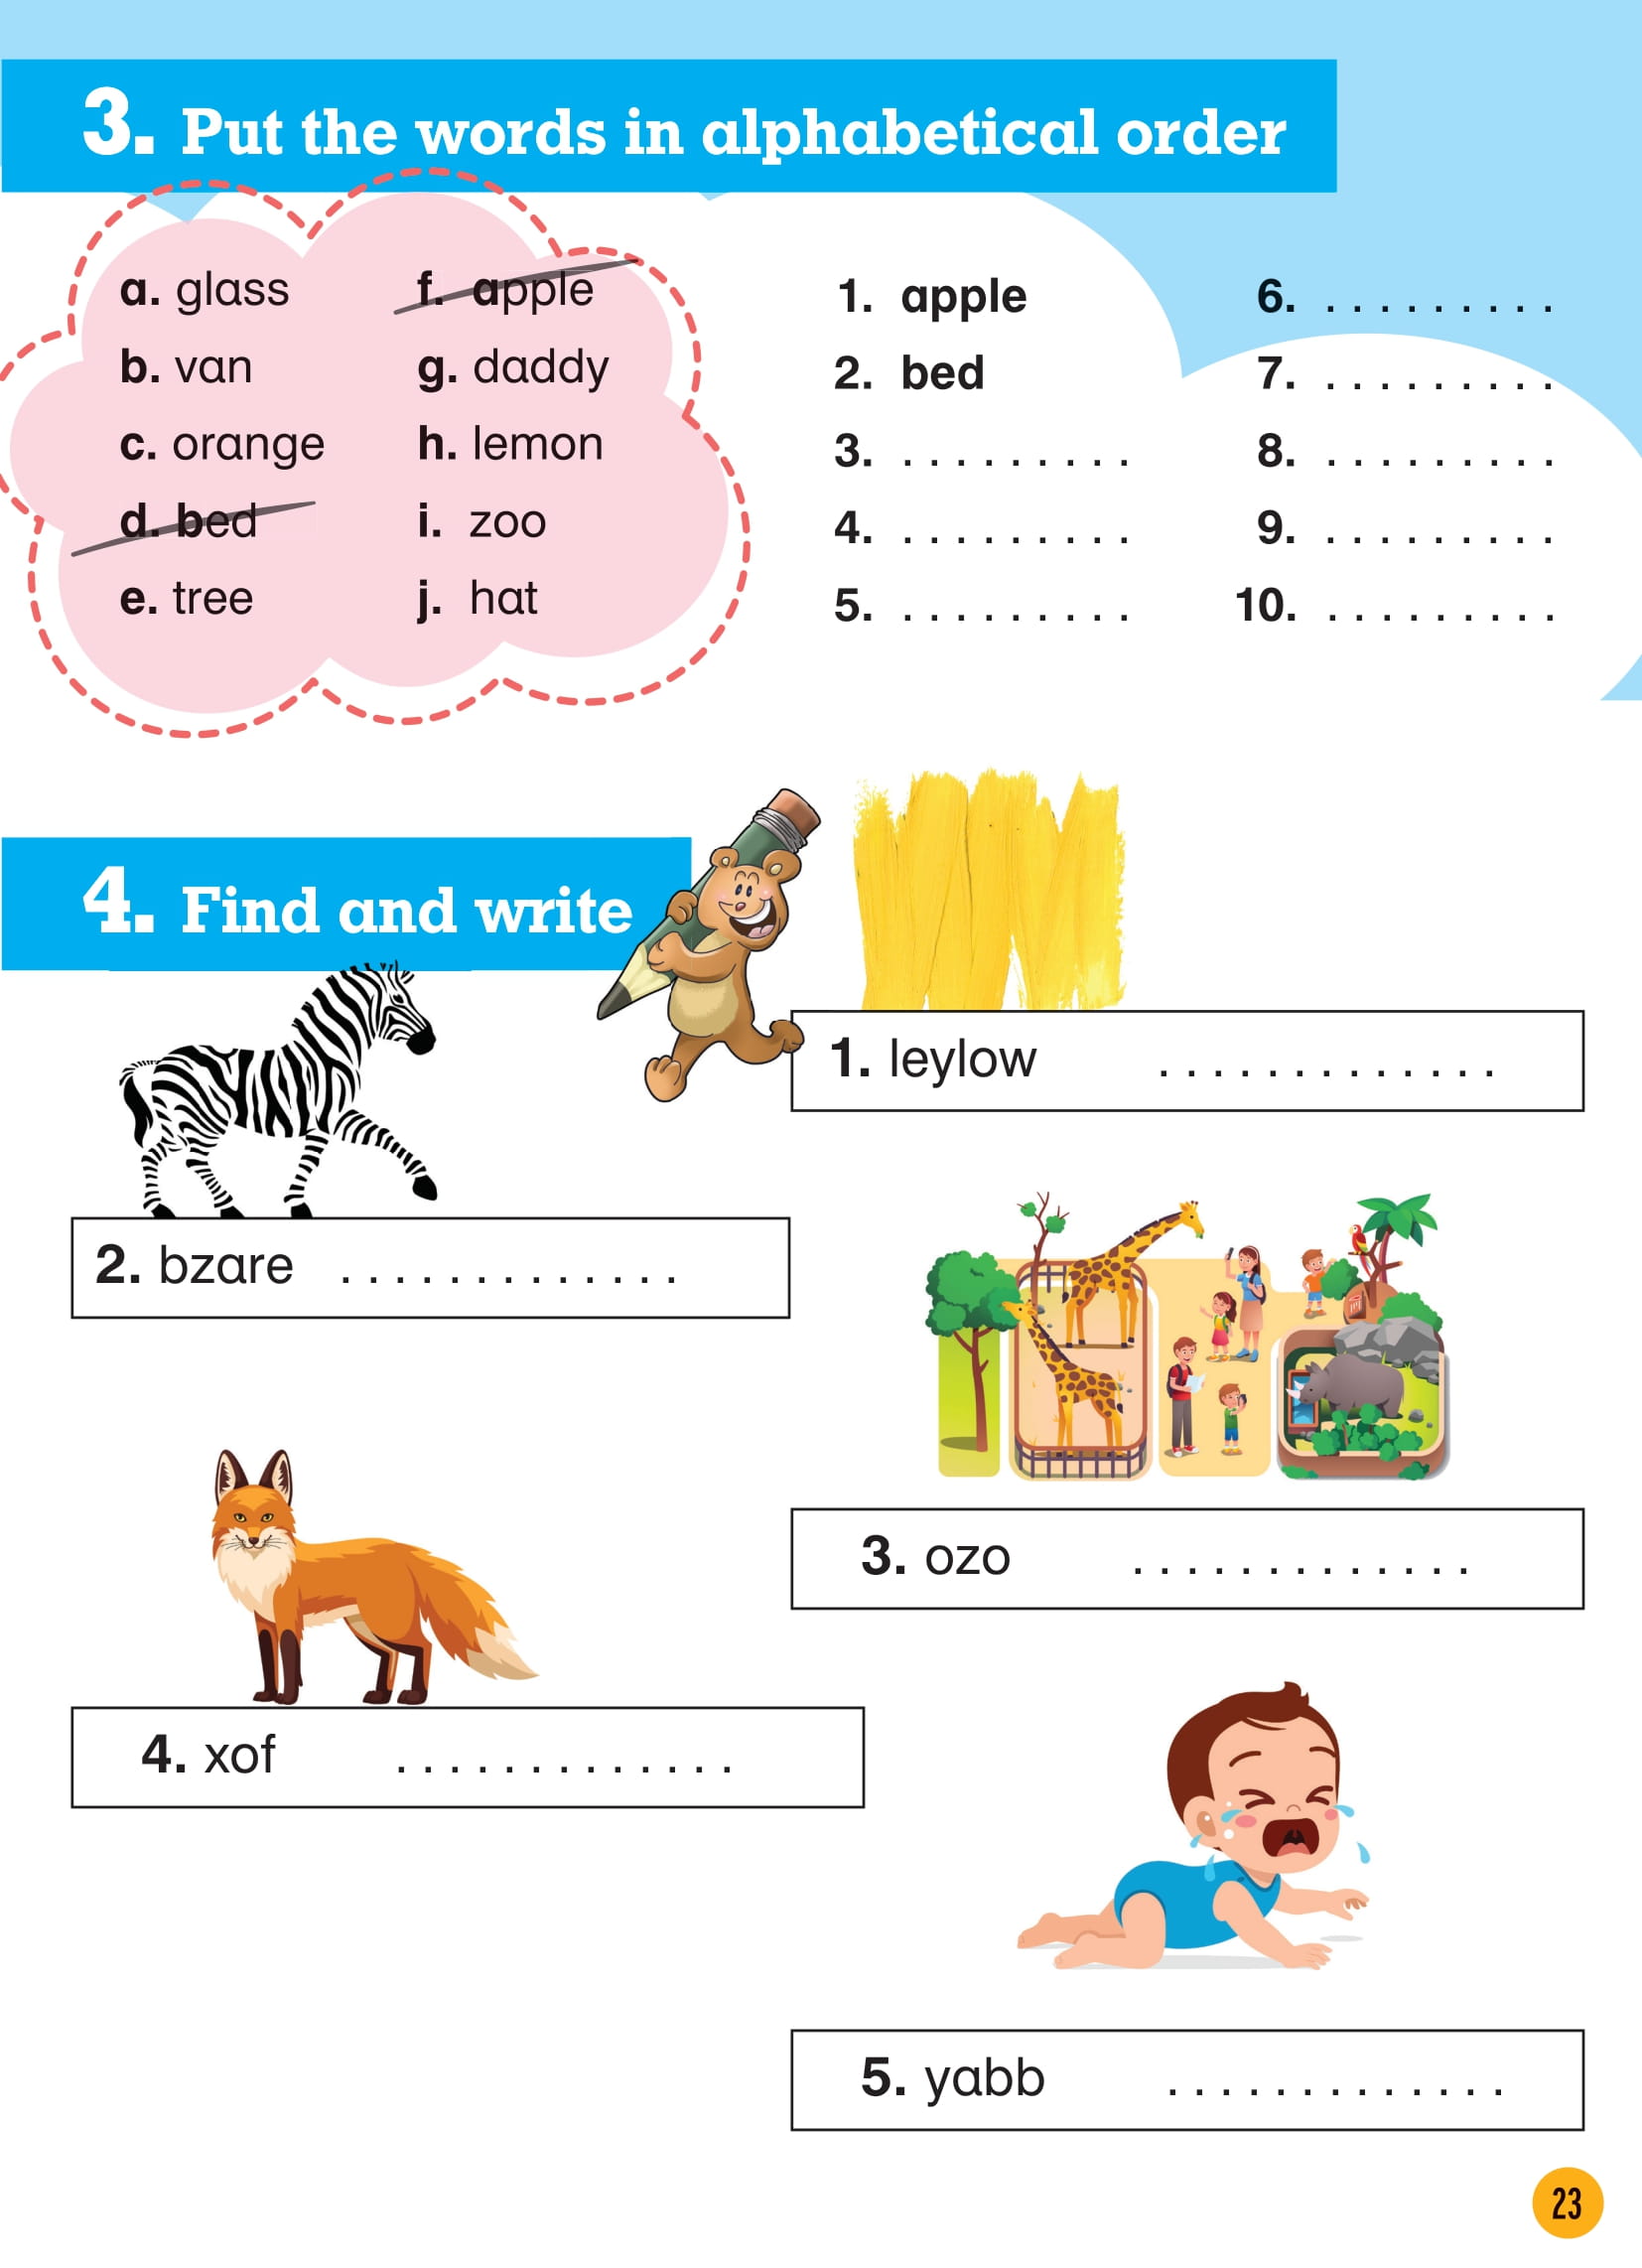 3. Put the words in alphabetical order
a. glass
b. van
c. orange
d. bed
e. tree
f. apple
g. daddy
h. lemon
i. zoo
j. hat
1. apple
2. bed
3. . . . . . . . . .
4. . . . . . . . . .
5. . . . . . . . . .
6. . . . . . . . . .
7. . . . . . . . . .
8. . . . . . . . . .
9. . . . . . . . . .
10. . . . . . . . . .
4. Find and write
1. leylow . . . . . . . . . . . . .
2. bzare . . . . . . . . . . . . .
3. ozo . . . . . . . . . . . . .
4. xof . . . . . . . . . . . . .
5. yabb . . . . . . . . . . . . .
23